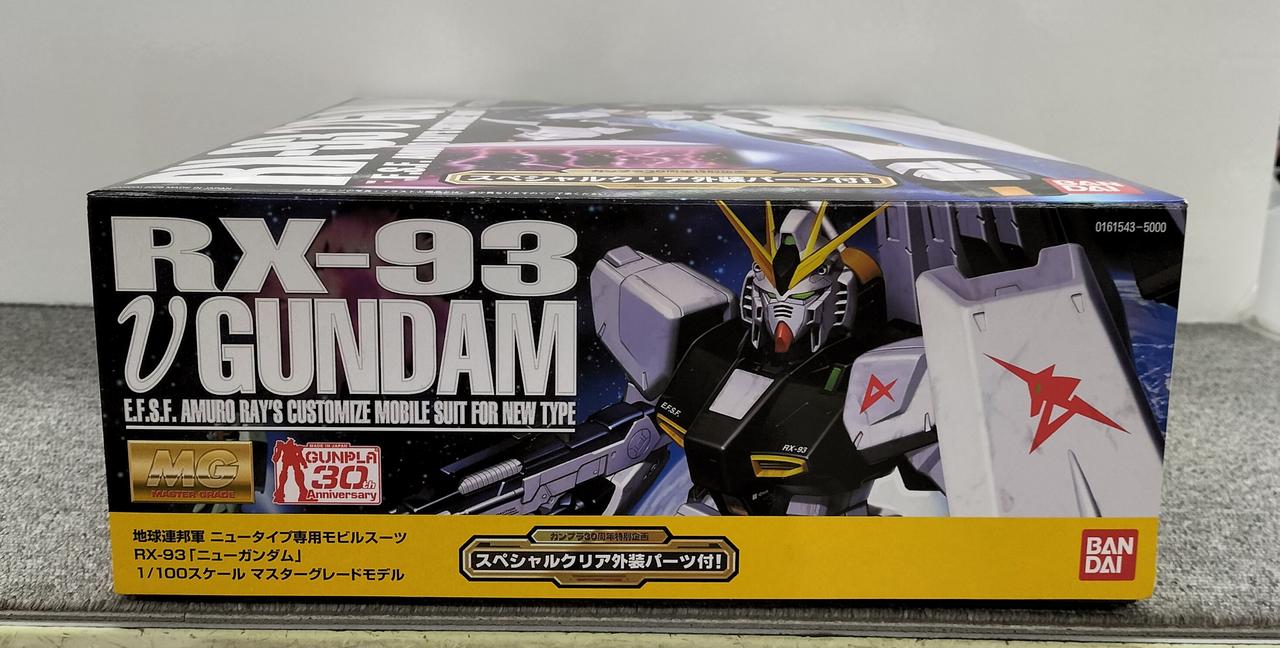 スペシャルクリア外装パーツ付!
BAN
DAI
RX-93
νGUNDAM
E.F.S.F. AMURO RAY'S CUSTOMIZE MOBILE SUIT FOR NEW TYPE
0161543-5000
E.F.S.F.
RX-93
MG
MASTER GRADE
MADE IN JAPAN
GUNPLA
30th
Anniversary
地球連邦軍 ニュータイプ専用モビルスーツ
RX-93「ニューガンダム」
1/100スケール マスターグレードモデル
ガンプラ30周年特別企画
スペシャルクリア外装パーツ付!
BAN
DAI